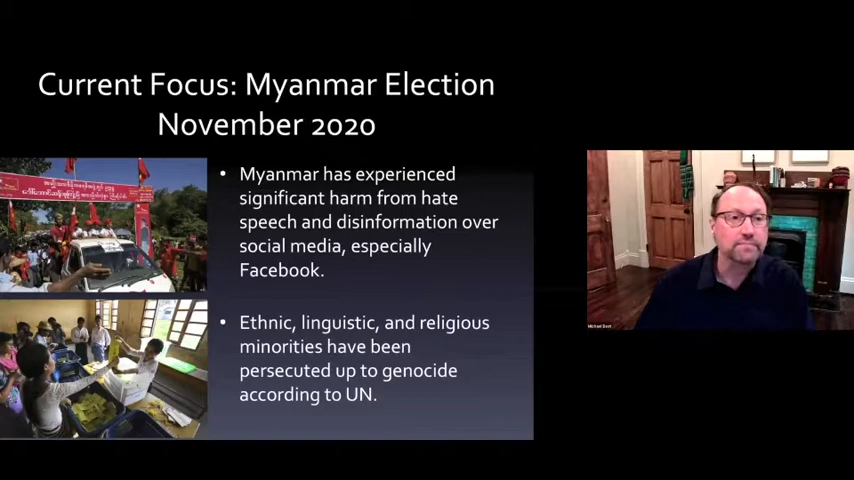 Current Focus: Myanmar Election
November 2020
• Myanmar has experienced
significant harm from hate
speech and disinformation over
social media, especially
Facebook.
• Ethnic, linguistic, and religious
minorities have been
persecuted up to genocide
according to UN.